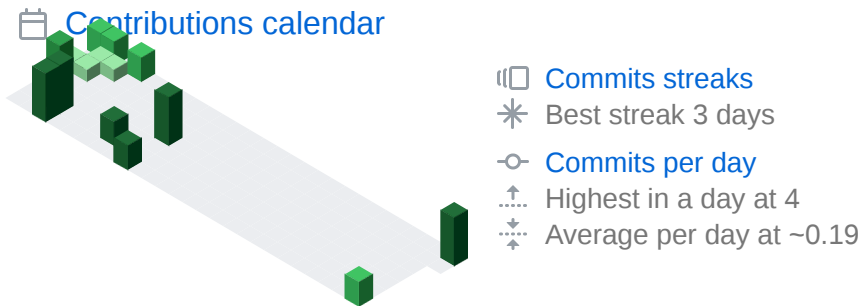 Contributions calendar
Commits streaks
Best streak 3 days
Commits per day
Highest in a day at 4
Average per day at ~0.19